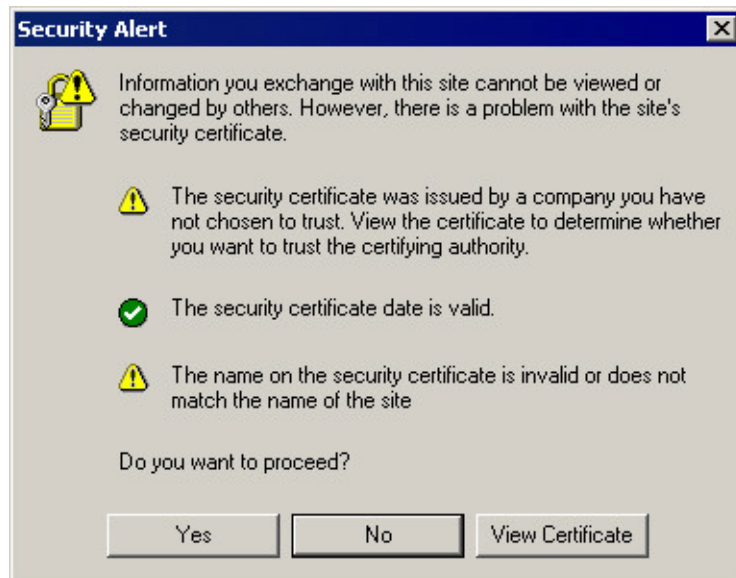 Security Alert
Information you exchange with this site cannot be viewed or
changed by others. However, there is a problem with the site's
security certificate.
The security certificate was issued by a company you have
not chosen to trust. View the certificate to determine whether
you want to trust the certifying authority.
The security certificate date is valid.
The name on the security certificate is invalid or does not
match the name of the site
Do you want to proceed?
Yes
No
View Certificate